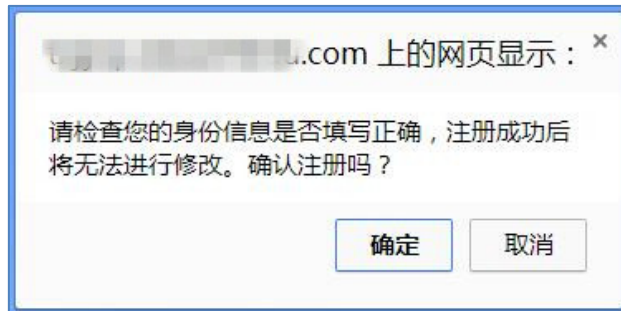 .com 上的网页显示：
×
请检查您的身份信息是否填写正确，注册成功后
将无法进行修改。确认注册吗？
确定
取消